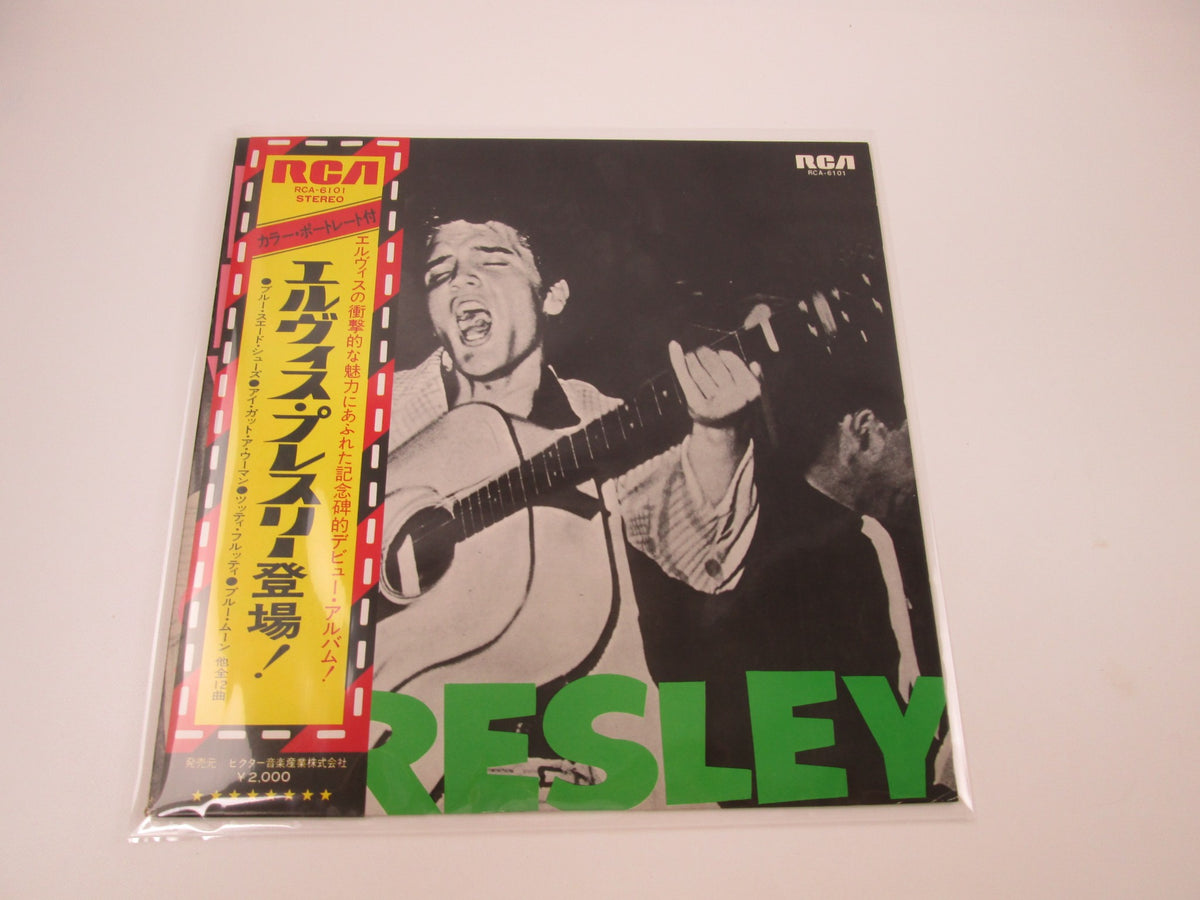 RCA
RCA-6101
STEREO
カラー・ポートレート付
エルヴィスの衝撃的な魅力にあふれた記念碑的デビュー・アルバム!
エルヴィス・プレスリー登場!
●ブルー・スエード・シューズ●アイ・ガット・ア・ウーマン●ツッティ・フルッティ●ブルー・ムーン 他全12曲
発売元 ビクター音楽産業株式会社
¥2,000
RCA
RCA-6101
RESLEY